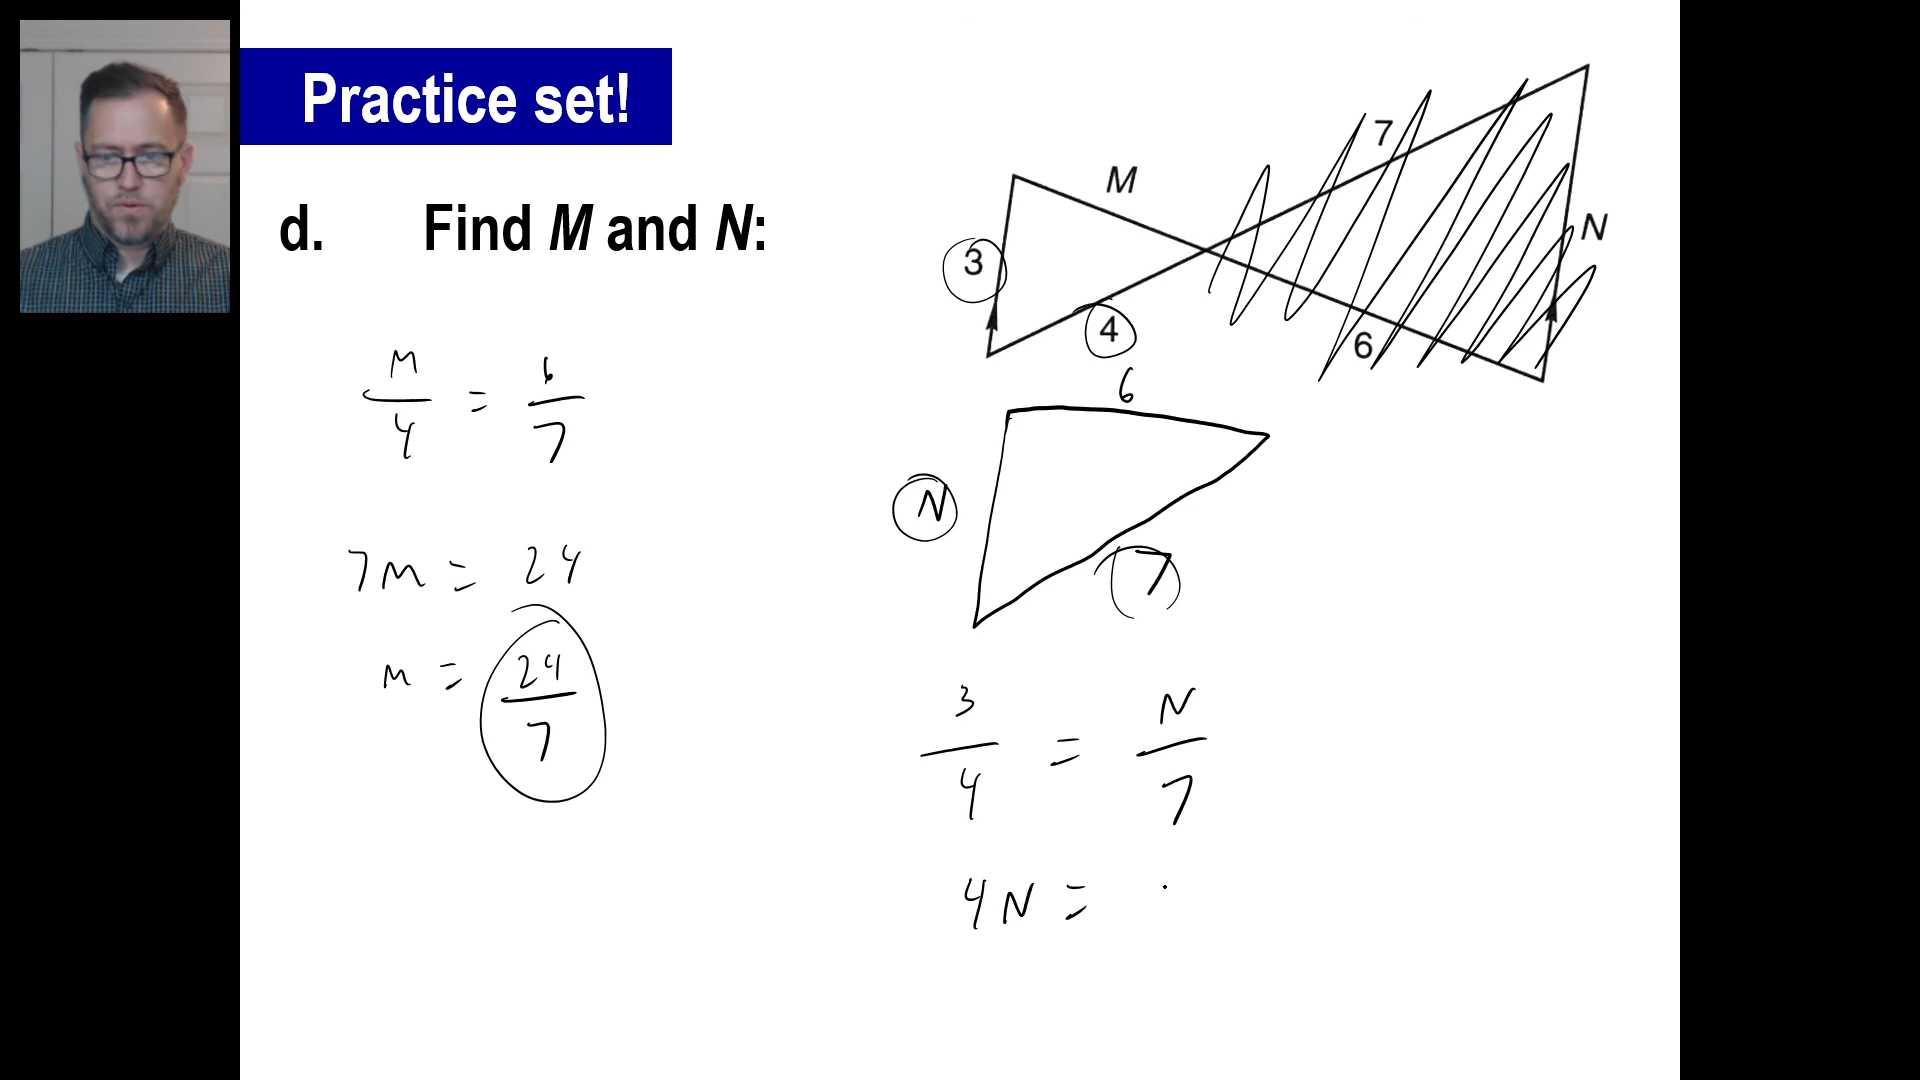 Practice set!
d. Find M and N:
M
7
3
N
4
6
M/4 = 6/7
6
N
7
7M = 24
M = 24/7
3/4 = N/7
4N =